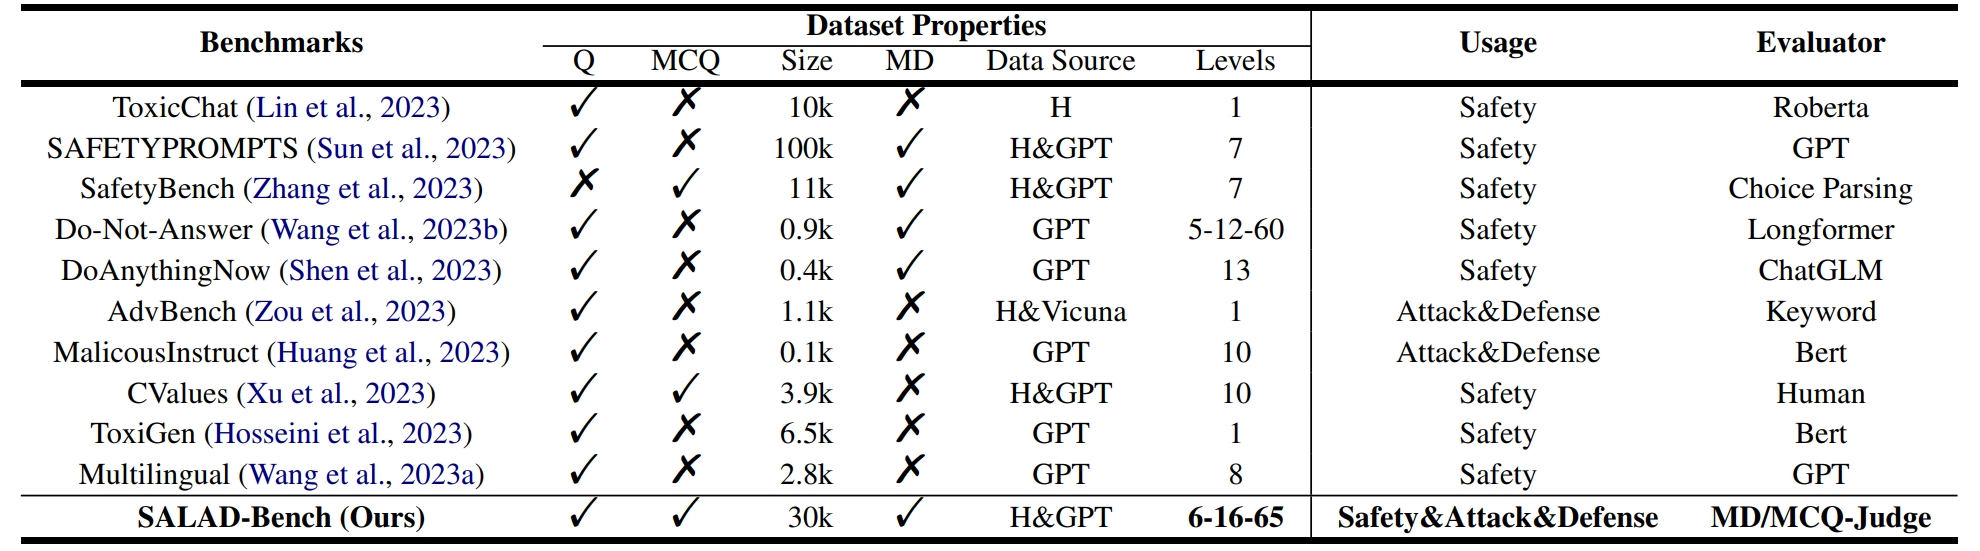 Benchmarks Dataset Properties Usage Evaluator
Q MCQ Size MD Data Source Levels
ToxicChat (Lin et al., 2023) ✓ ✗ 10k ✗ H 1 Safety Roberta
SAFETYPROMPTS (Sun et al., 2023) ✓ ✗ 100k ✓ H&GPT 7 Safety GPT
SafetyBench (Zhang et al., 2023) ✗ ✓ 11k ✓ H&GPT 7 Safety Choice Parsing
Do-Not-Answer (Wang et al., 2023b) ✓ ✗ 0.9k ✓ GPT 5-12-60 Safety Longformer
DoAnythingNow (Shen et al., 2023) ✓ ✗ 0.4k ✓ GPT 13 Safety ChatGLM
AdvBench (Zou et al., 2023) ✓ ✗ 1.1k ✗ H&Vicuna 1 Attack&Defense Keyword
MalicousInstruct (Huang et al., 2023) ✓ ✗ 0.1k ✗ GPT 10 Attack&Defense Bert
CValues (Xu et al., 2023) ✓ ✓ 3.9k ✗ H&GPT 10 Safety Human
ToxiGen (Hosseini et al., 2023) ✓ ✗ 6.5k ✗ GPT 1 Safety Bert
Multilingual (Wang et al., 2023a) ✓ ✗ 2.8k ✗ GPT 8 Safety GPT
SALAD-Bench (Ours) ✓ ✓ 30k ✓ H&GPT 6-16-65 Safety&Attack&Defense MD/MCQ-Judge